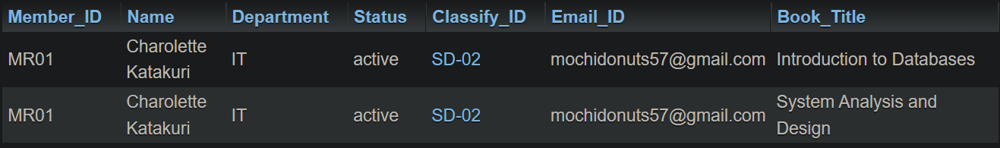 Member_ID Name Department Status Classify_ID Email_ID Book_Title
MR01 Charolette Katakuri IT active SD-02 mochidonuts57@gmail.com Introduction to Databases
MR01 Charolette Katakuri IT active SD-02 mochidonuts57@gmail.com System Analysis and Design